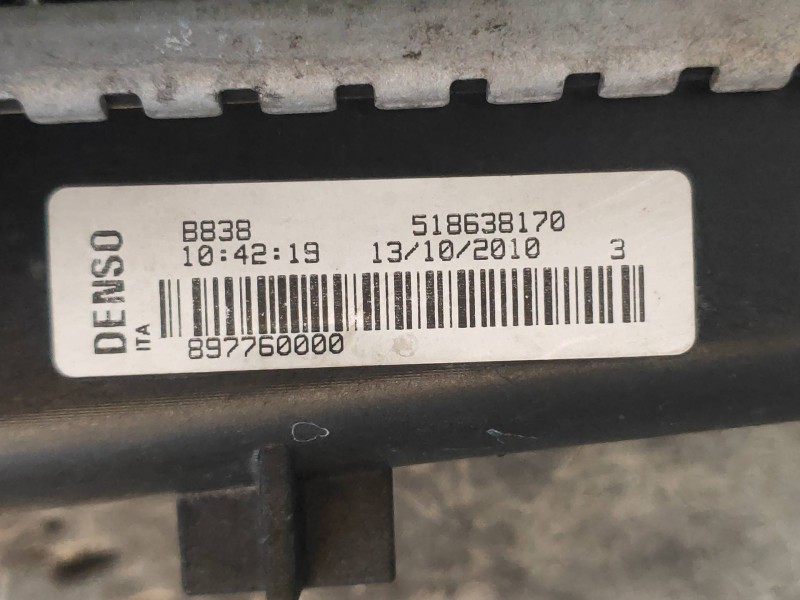 DENSO
ITA
B838 518638170
10:42:19 13/10/2010 3
897760000